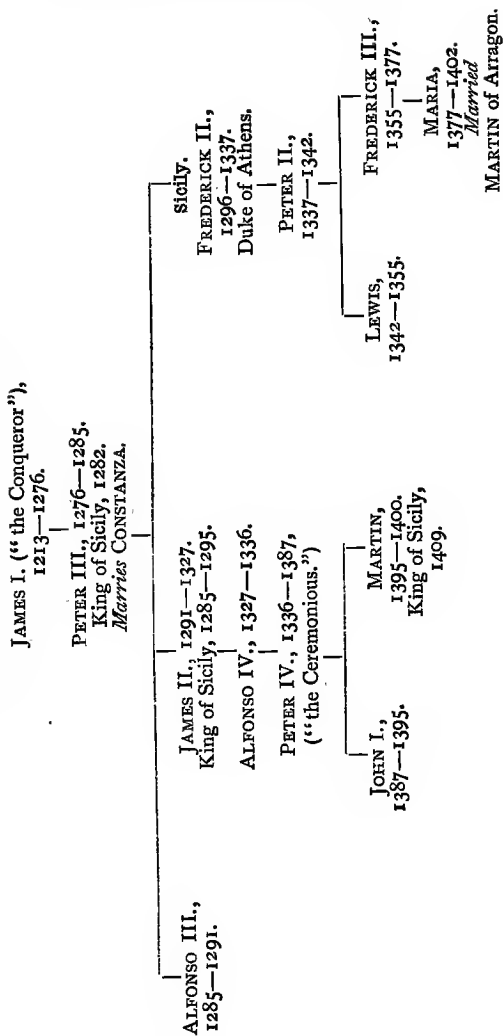 JAMES I. (“the Conqueror”),
1213—1276.
PETER III., 1276—1285.
King of Sicily, 1282.
Marries CONSTANZA.
ALFONSO III.,
1285—1291.
JAMES II., 1291—1327.
King of Sicily, 1285—1295.
ALFONSO IV., 1327—1336.
PETER IV., 1336—1387,
(“the Ceremonious.”)
JOHN I.,
1387—1395.
MARTIN,
1395—1400.
King of Sicily,
1409.
Sicily.
FREDERICK II.,
1296—1337.
Duke of Athens.
PETER II.,
1337—1342.
LEWIS,
1342—1355.
FREDERICK III.,
1355—1377.
MARIA,
1377—1402.
Married
MARTIN of Arragon.